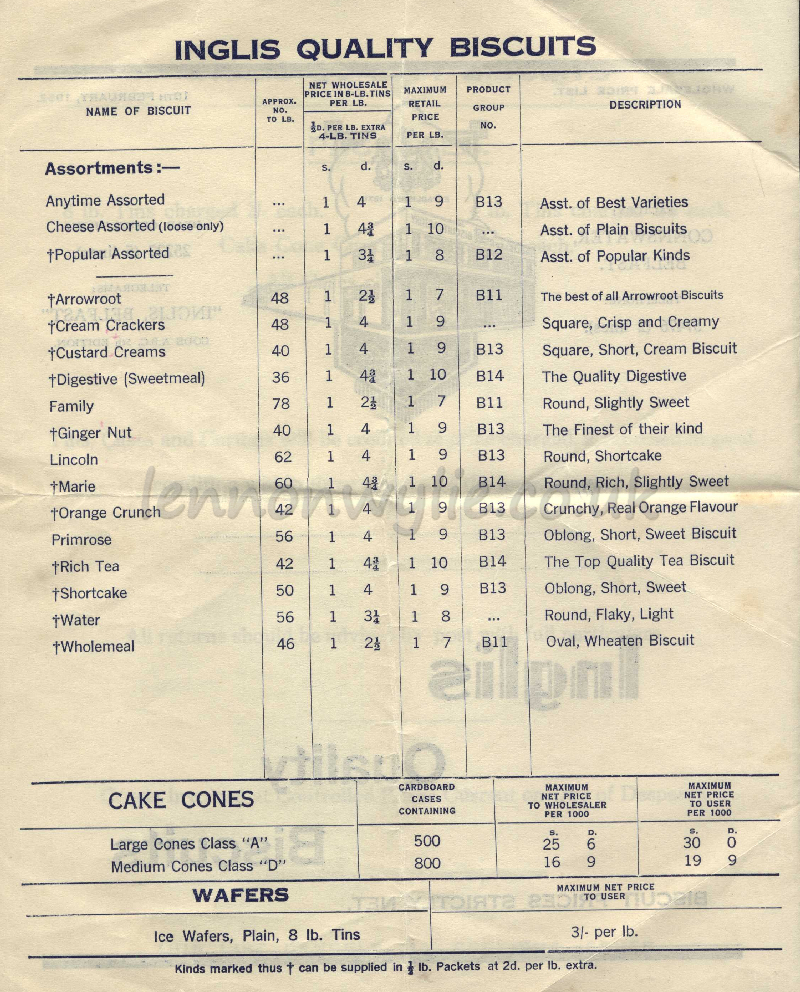 INGLIS QUALITY BISCUITS
NAME OF BISCUIT
APPROX. NO. TO LB.
NET WHOLESALE PRICE IN 8-LB. TINS PER LB.
½D. PER LB. EXTRA 4-LB. TINS
MAXIMUM RETAIL PRICE PER LB.
PRODUCT GROUP NO.
DESCRIPTION
Assortments :— s. d. s. d.
Anytime Assorted ... 1 4 1 9 B13 Asst. of Best Varieties
Cheese Assorted (loose only) ... 1 4¾ 1 10 ... Asst. of Plain Biscuits
†Popular Assorted ... 1 3¼ 1 8 B12 Asst. of Popular Kinds
†Arrowroot 48 1 2½ 1 7 B11 The best of all Arrowroot Biscuits
†Cream Crackers 48 1 4 1 9 ... Square, Crisp and Creamy
†Custard Creams 40 1 4 1 9 B13 Square, Short, Cream Biscuit
†Digestive (Sweetmeal) 36 1 4¾ 1 10 B14 The Quality Digestive
Family 78 1 2½ 1 7 B11 Round, Slightly Sweet
†Ginger Nut 40 1 4 1 9 B13 The Finest of their kind
Lincoln 62 1 4 1 9 B13 Round, Shortcake
†Marie 60 1 4¾ 1 10 B14 Round, Rich, Slightly Sweet
†Orange Crunch 42 1 4 1 9 B13 Crunchy, Real Orange Flavour
Primrose 56 1 4 1 9 B13 Oblong, Short, Sweet Biscuit
†Rich Tea 42 1 4¾ 1 10 B14 The Top Quality Tea Biscuit
†Shortcake 50 1 4 1 9 B13 Oblong, Short, Sweet
†Water 56 1 3¼ 1 8 ... Round, Flaky, Light
†Wholemeal 46 1 2½ 1 7 B11 Oval, Wheaten Biscuit
lennonwylie.co.uk
CAKE CONES
CARDBOARD CASES CONTAINING
MAXIMUM NET PRICE TO WHOLESALER PER 1000
MAXIMUM NET PRICE TO USER PER 1000
S. D. S. D.
Large Cones Class "A" 500 25 6 30 0
Medium Cones Class "D" 800 16 9 19 9
WAFERS
MAXIMUM NET PRICE TO USER
Ice Wafers, Plain, 8 lb. Tins 3/- per lb.
Kinds marked thus † can be supplied in ½ lb. Packets at 2d. per lb. extra.